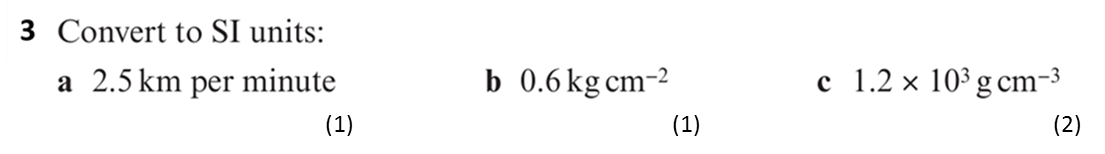 3 Convert to SI units:
a 2.5 km per minute b 0.6 kg cm⁻² c 1.2 × 10³ g cm⁻³
(1) (1) (2)